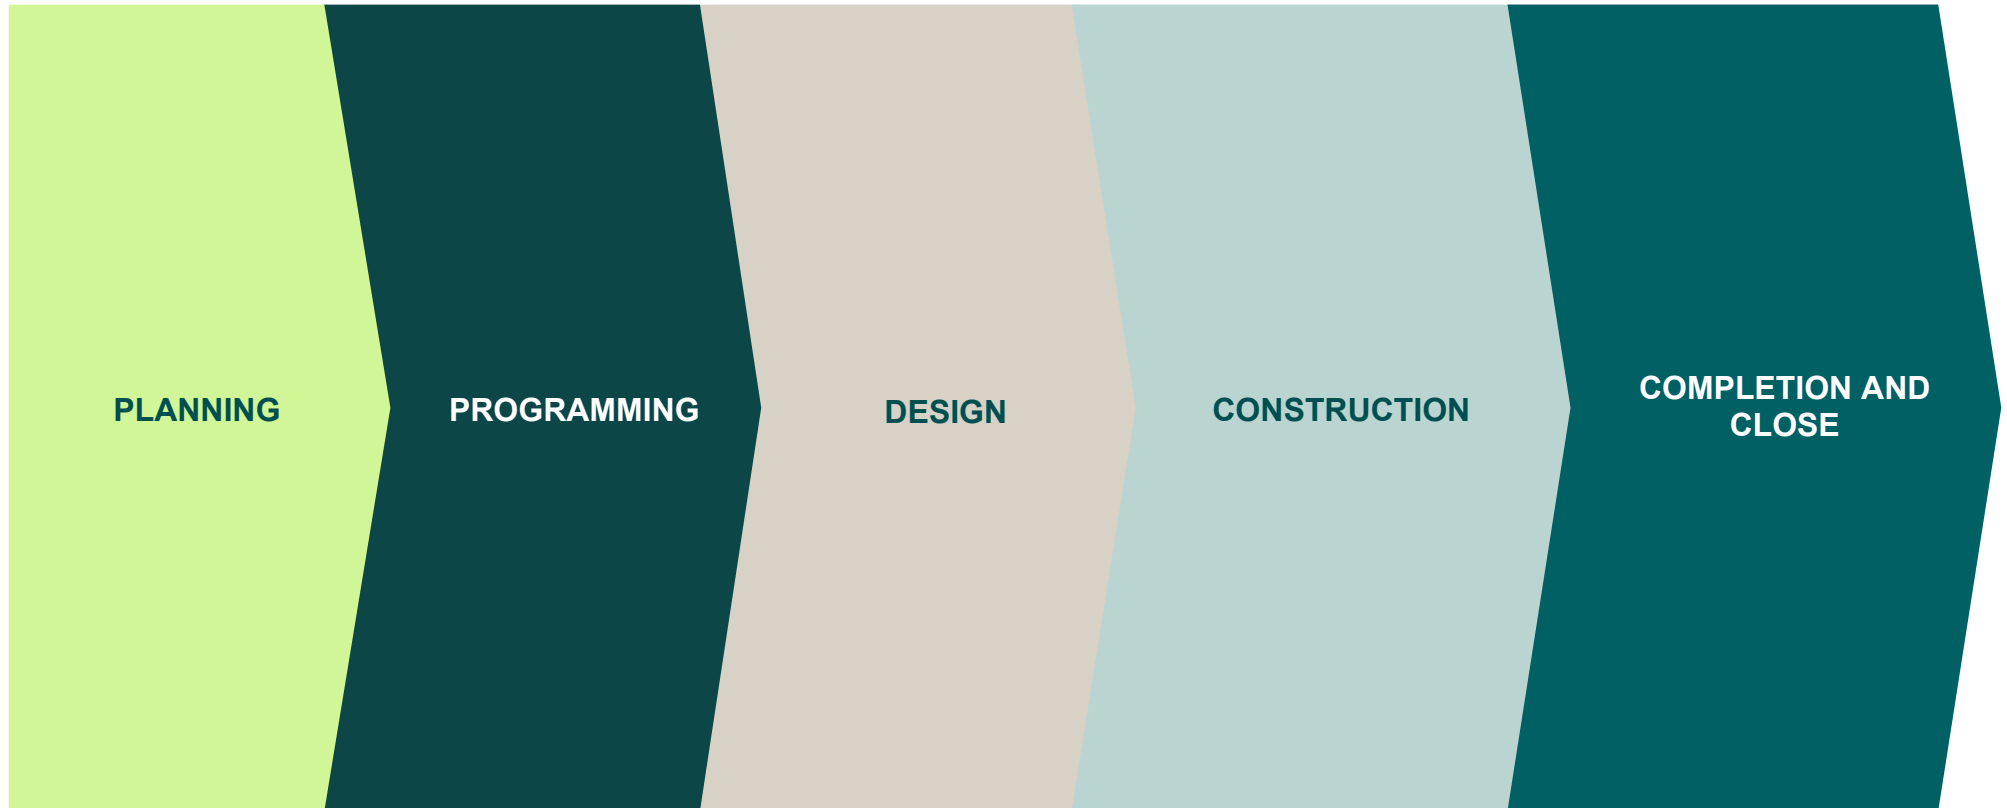 PLANNING
PROGRAMMING
DESIGN
CONSTRUCTION
COMPLETION AND
CLOSE